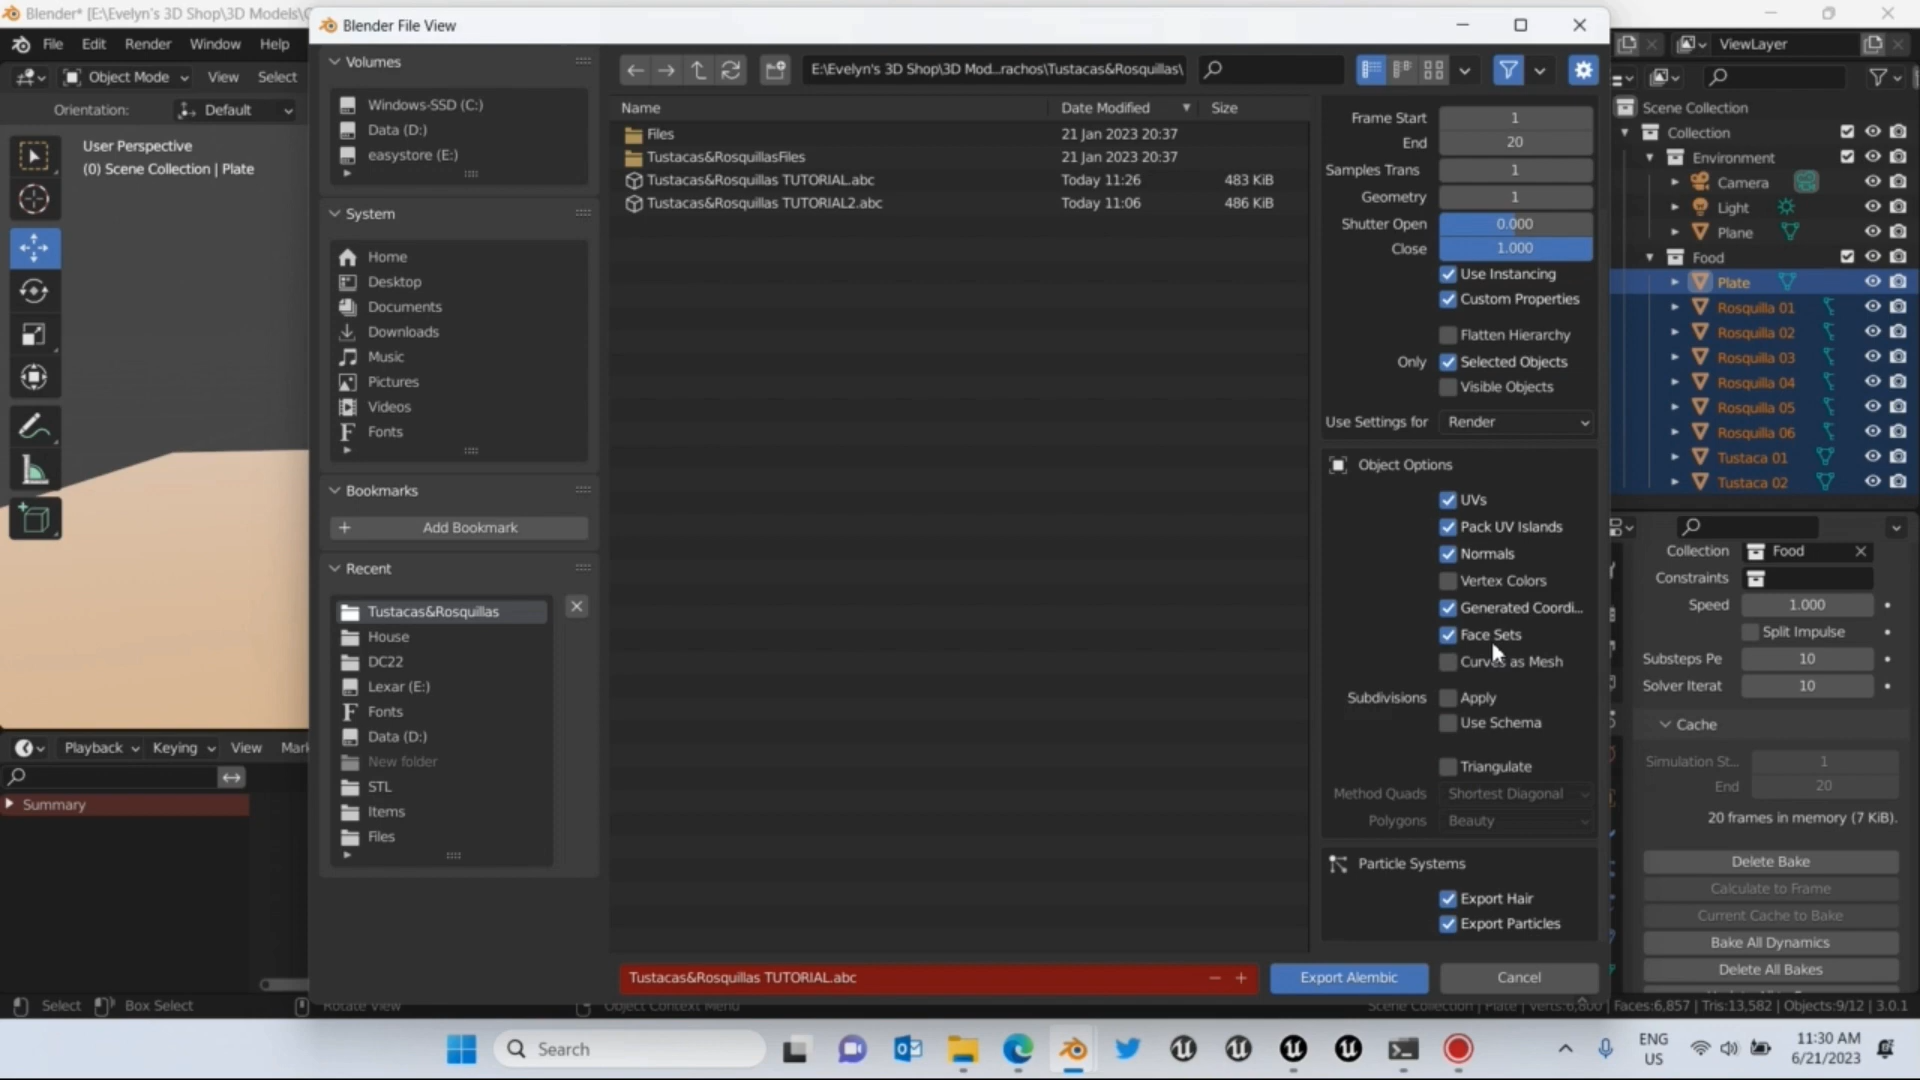 Blender* [E:\Evelyn's 3D Shop\3D Models\
Blender File View
File Edit Render Window Help
ViewLayer
Object Mode View Select
Orientation: Default
User Perspective
(0) Scene Collection | Plate
Volumes
Windows-SSD (C:)
Data (D:)
easystore (E:)
System
Home
Desktop
Documents
Downloads
Music
Pictures
Videos
Fonts
Bookmarks
Add Bookmark
Recent
Tustacas&Rosquillas
House
DC22
Lexar (E:)
Fonts
Data (D:)
New folder
STL
Items
Files
E:\Evelyn's 3D Shop\3D Mod...rachos\Tustacas&Rosquillas\
Name Date Modified Size
Files 21 Jan 2023 20:37
Tustacas&RosquillasFiles 21 Jan 2023 20:37
Tustacas&Rosquillas TUTORIAL.abc Today 11:26 483 KiB
Tustacas&Rosquillas TUTORIAL2.abc Today 11:06 486 KiB
Tustacas&Rosquillas TUTORIAL.abc
Export Alembic
Cancel
Frame Start 1
End 20
Samples Trans 1
Geometry 1
Shutter Open 0.000
Close 1.000
Use Instancing
Custom Properties
Flatten Hierarchy
Only Selected Objects
Visible Objects
Use Settings for Render
Object Options
UVs
Pack UV Islands
Normals
Vertex Colors
Generated Coordi...
Face Sets
Curves as Mesh
Subdivisions Apply
Use Schema
Triangulate
Method Quads Shortest Diagonal
Polygons Beauty
Particle Systems
Export Hair
Export Particles
Scene Collection
Collection
Environment
Camera
Light
Plane
Food
Plate
Rosquilla 01
Rosquilla 02
Rosquilla 03
Rosquilla 04
Rosquilla 05
Rosquilla 06
Tustaca 01
Tustaca 02
Collection Food
Constraints
Speed 1.000
Split Impulse
Substeps Pe 10
Solver Iterat 10
Cache
Simulation St... 1
End 20
20 frames in memory (7 KiB).
Delete Bake
Calculate to Frame
Current Cache to Bake
Bake All Dynamics
Delete All Bakes
Playback Keying View Mark
Summary
Select Box Select Rotate View Object Context Menu
Scene Collection | Plate | Verts:6,800 | Faces:6,857 | Tris:13,582 | Objects:9/12 | 3.0.1
Search
ENG
US
11:30 AM
6/21/2023